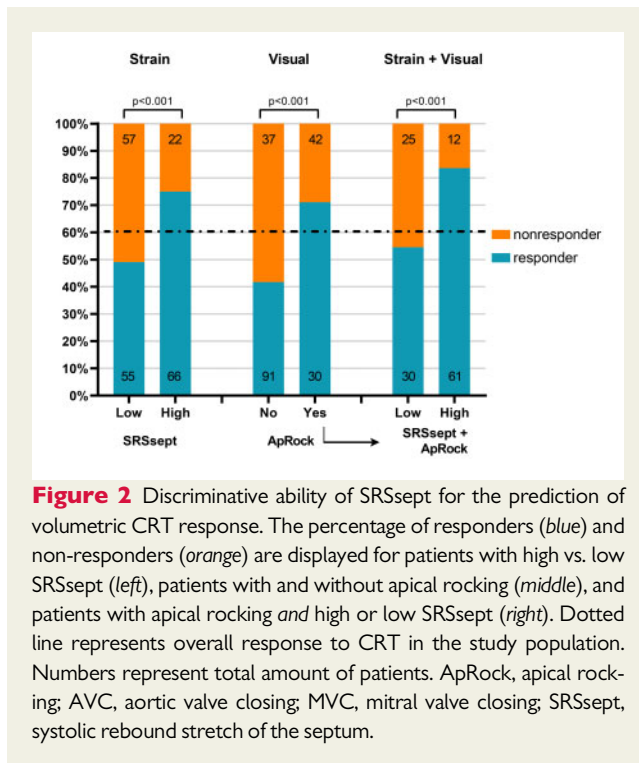 Strain Visual Strain + Visual
p<0.001 p<0.001 p<0.001
100%
57 22 37 42 25 12
90%
80%
70%
60%
nonresponder
50%
responder
40%
30%
20%
10%
55 66 91 30 30 61
0%
Low High No Yes Low High
SRSsept ApRock SRSsept +
ApRock
Figure 2 Discriminative ability of SRSsept for the prediction of
volumetric CRT response. The percentage of responders (blue) and
non-responders (orange) are displayed for patients with high vs. low
SRSsept (left), patients with and without apical rocking (middle), and
patients with apical rocking and high or low SRSsept (right). Dotted
line represents overall response to CRT in the study population.
Numbers represent total amount of patients. ApRock, apical rock-
ing; AVC, aortic valve closing; MVC, mitral valve closing; SRSsept,
systolic rebound stretch of the septum.